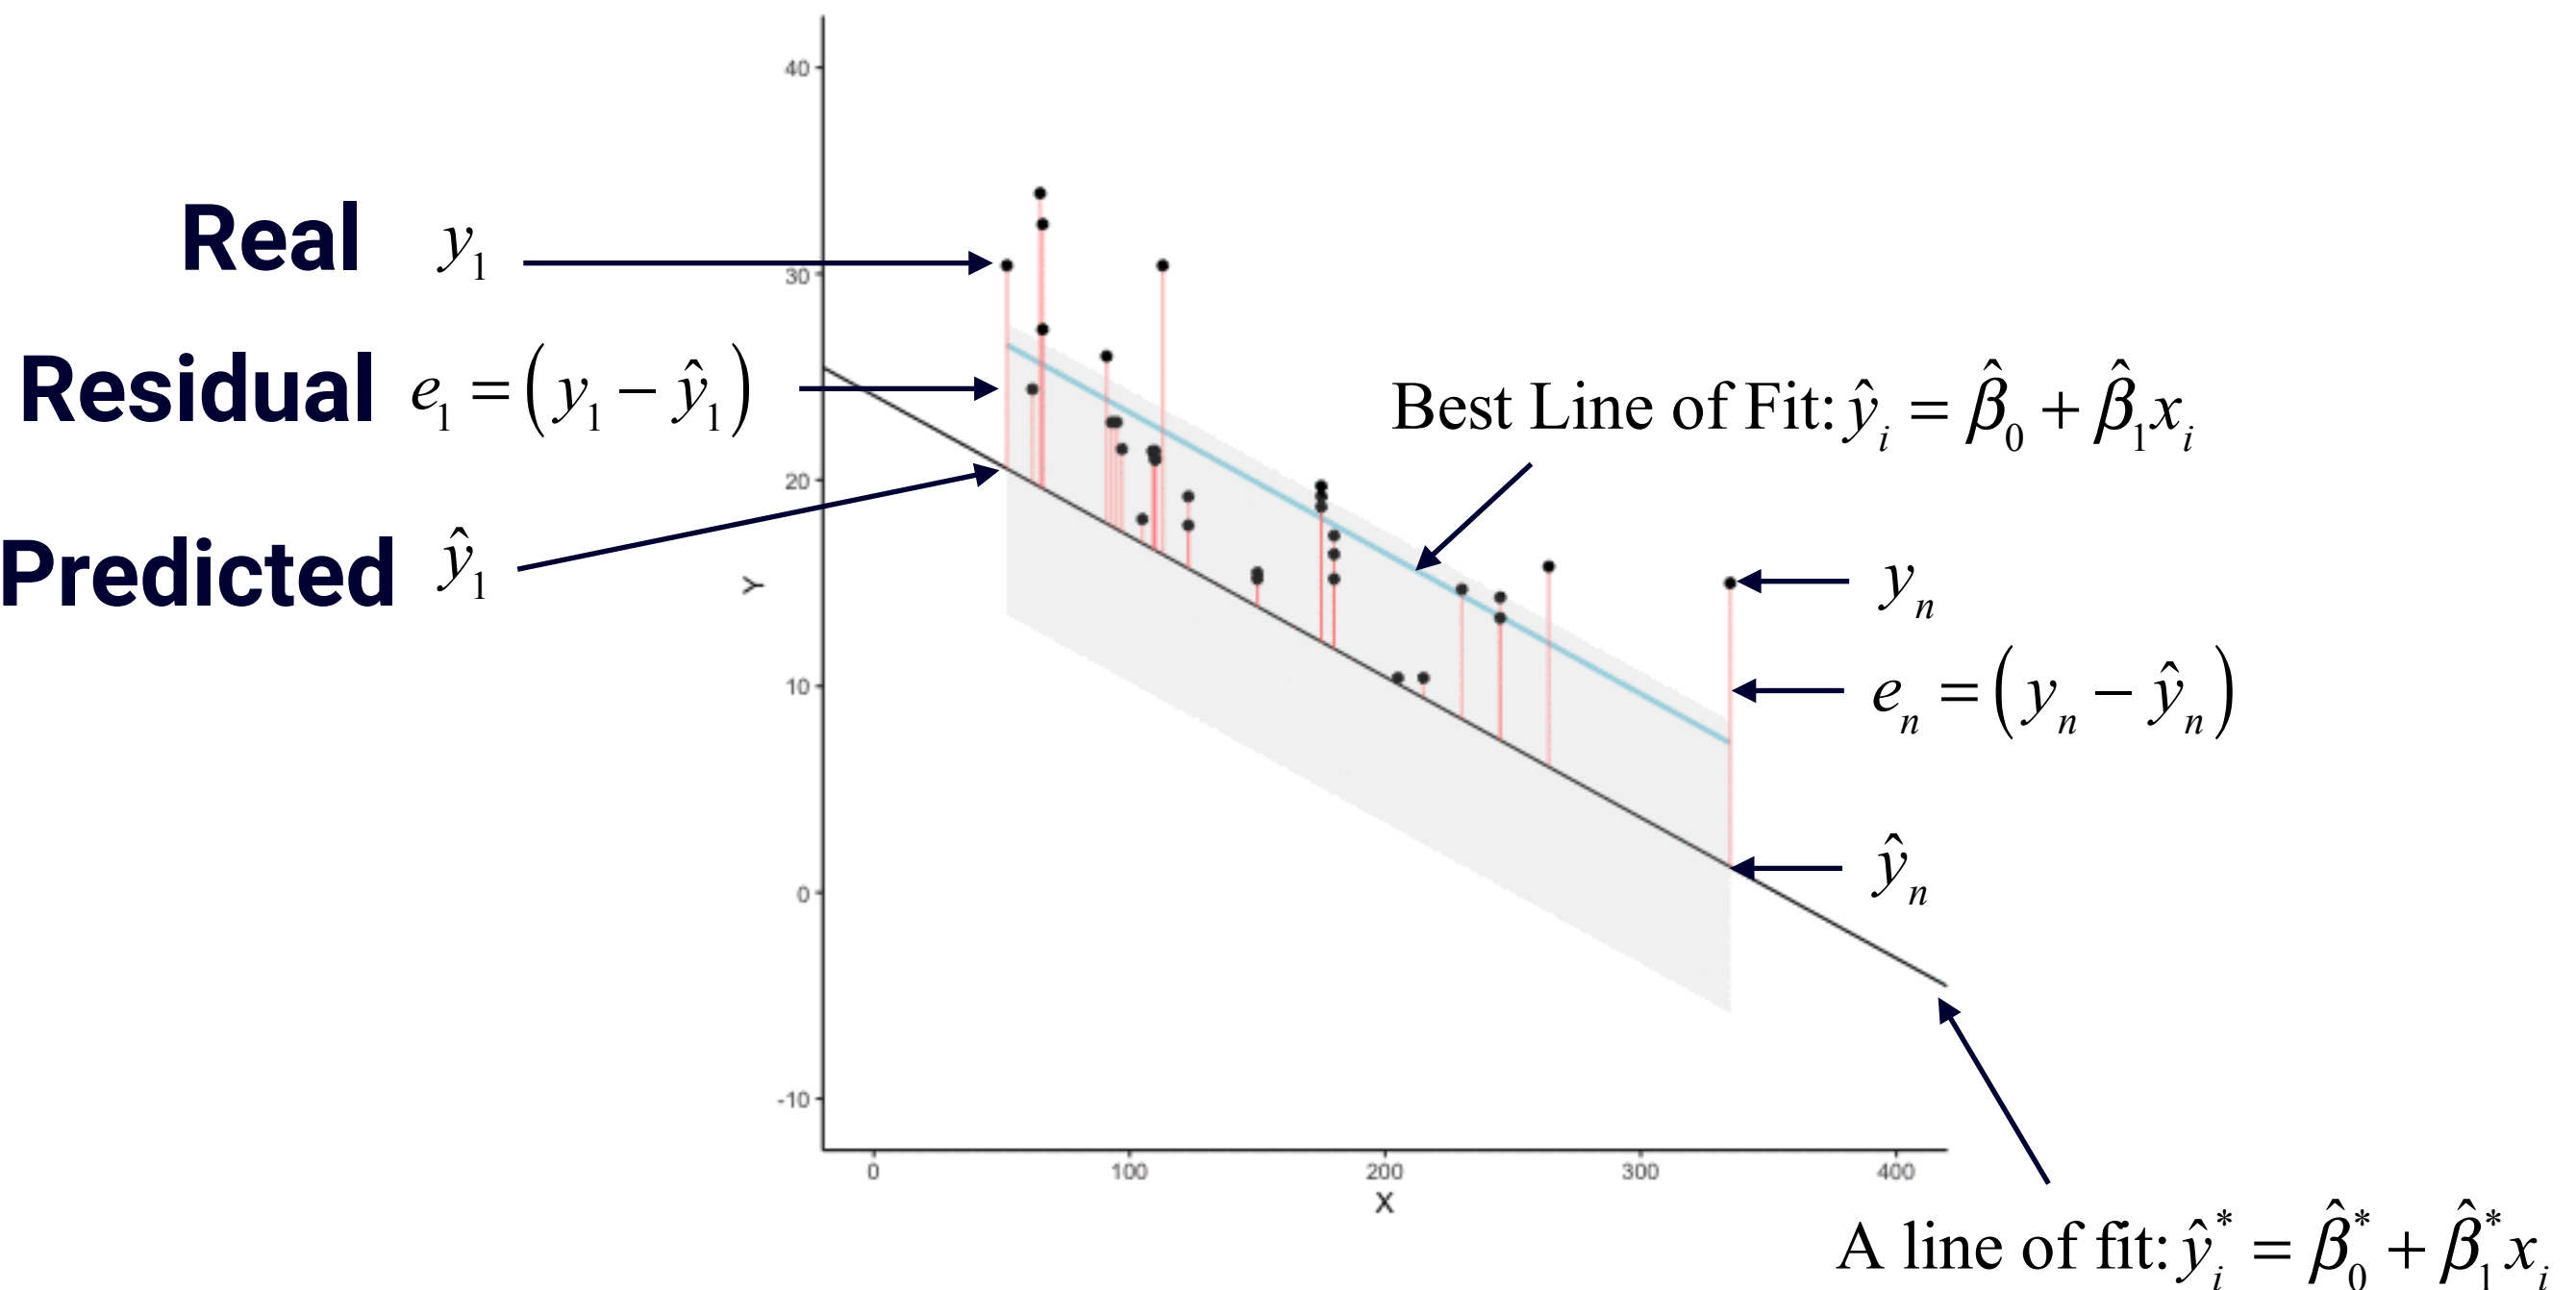 40
Real y₁
30
Residual e₁ = (y₁ − ŷ₁)
Best Line of Fit: ŷᵢ = β̂₀ + β̂₁xᵢ
20
Predicted ŷ₁
Y
yₙ
10
eₙ = (yₙ − ŷₙ)
ŷₙ
0
-10
0 100 200 300 400
X
A line of fit: ŷᵢ* = β̂₀* + β̂₁*xᵢ